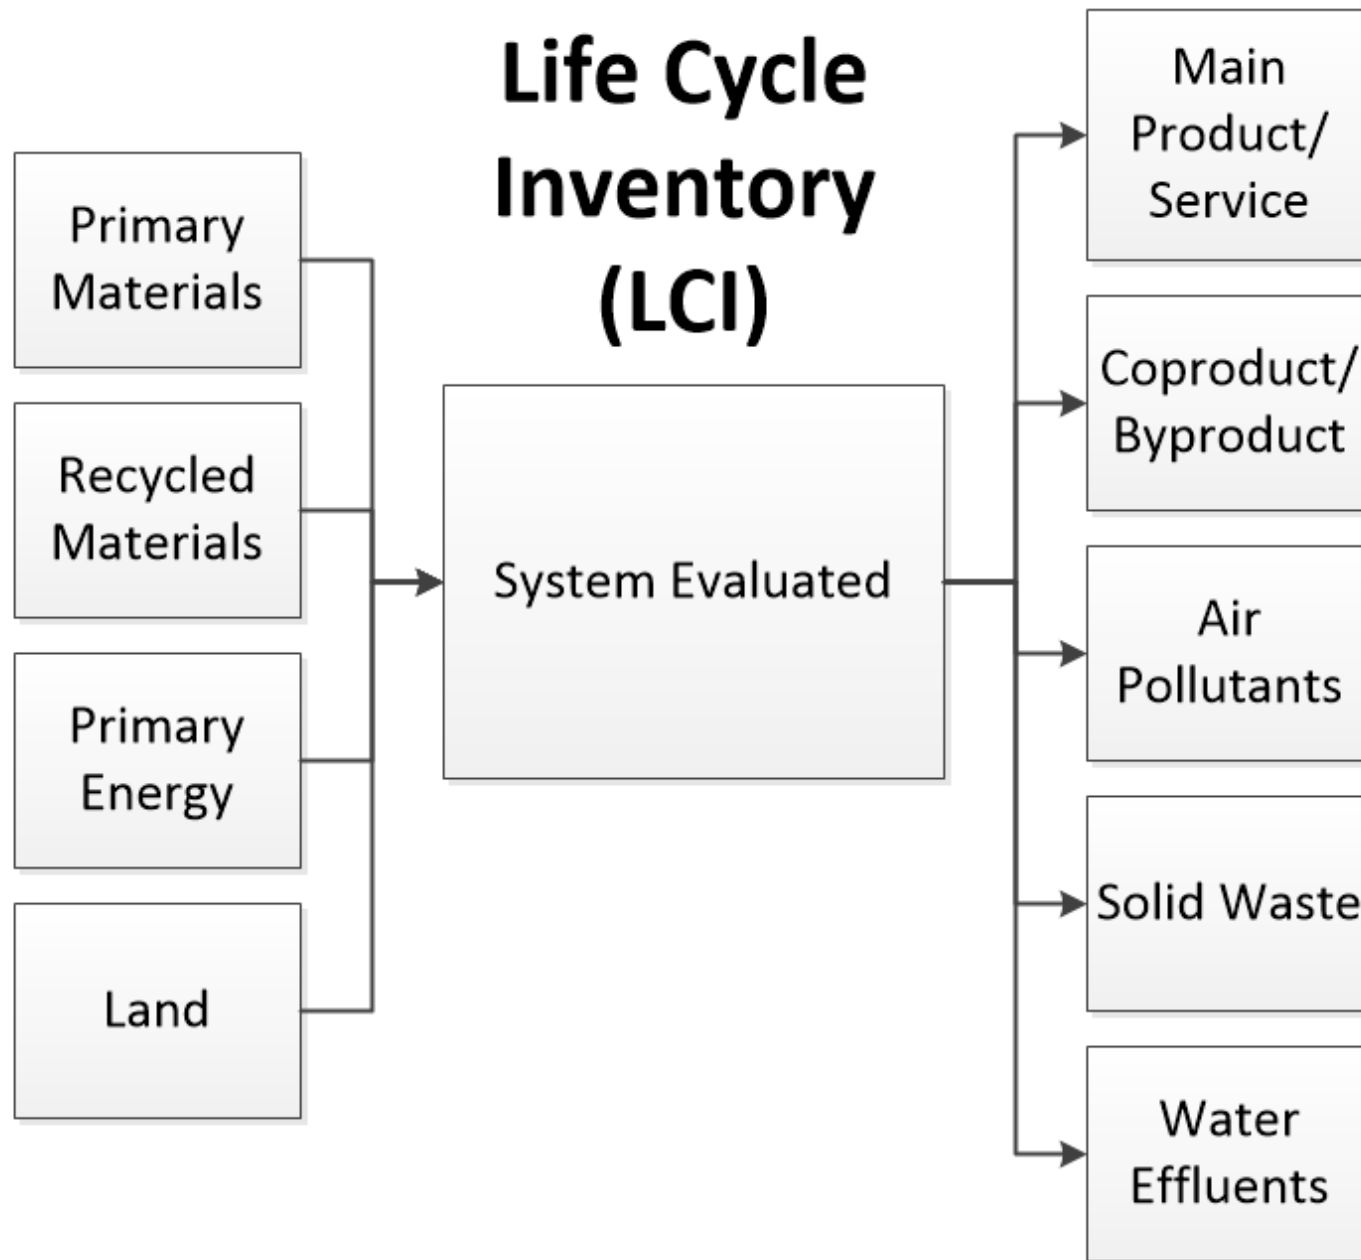 Life Cycle
Inventory
(LCI)
Primary
Materials
Recycled
Materials
Primary
Energy
Land
System Evaluated
Main
Product/
Service
Coproduct/
Byproduct
Air
Pollutants
Solid Waste
Water
Effluents